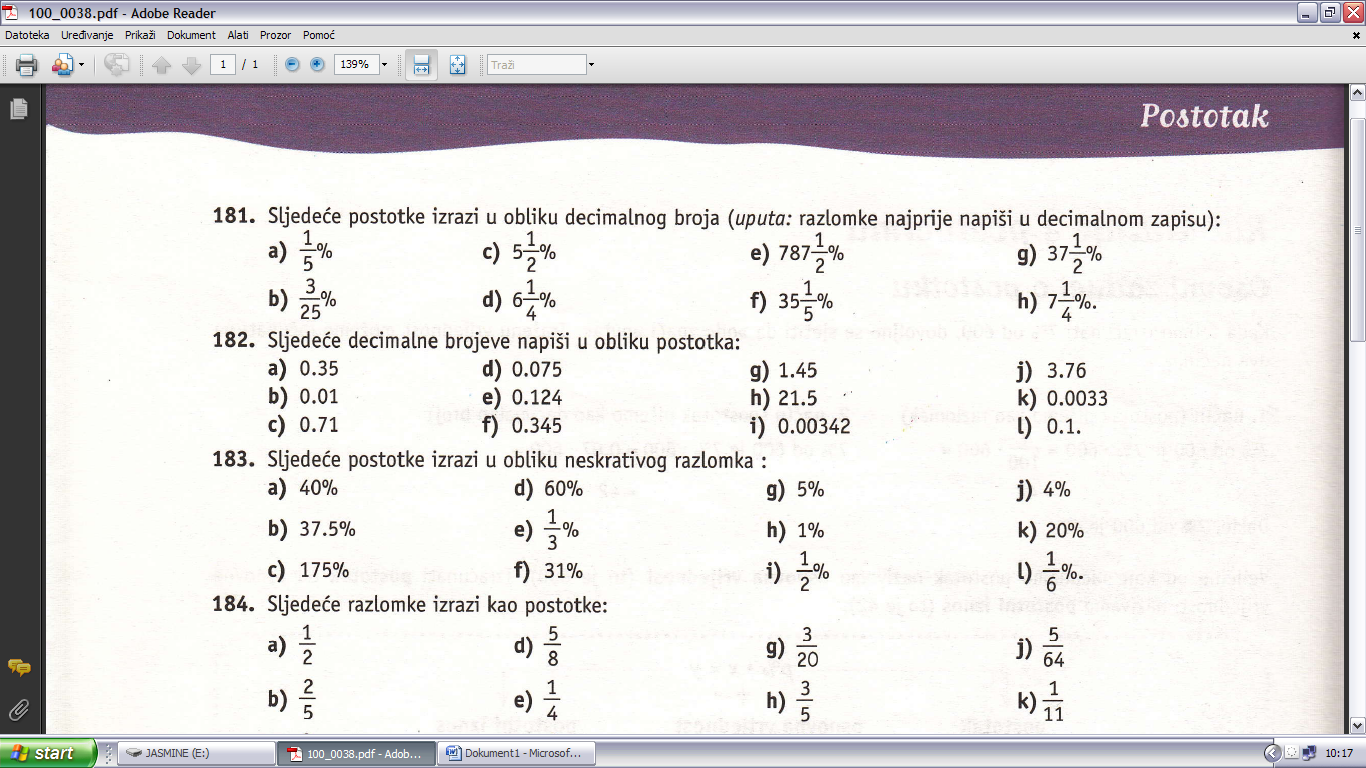 100_0038.pdf - Adobe Reader
Datoteka Uređivanje Prikaži Dokument Alati Prozor Pomoć
1 / 1 139% Traži
Postotak
181. Sljedeće postotke izrazi u obliku decimalnog broja (uputa: razlomke najprije napiši u decimalnom zapisu):
a) 1/5% c) 5 1/2% e) 787 1/2% g) 37 1/2%
b) 3/25% d) 6 1/4% f) 35 1/5% h) 7 1/4%.
182. Sljedeće decimalne brojeve napiši u obliku postotka:
a) 0.35 d) 0.075 g) 1.45 j) 3.76
b) 0.01 e) 0.124 h) 21.5 k) 0.0033
c) 0.71 f) 0.345 i) 0.00342 l) 0.1.
183. Sljedeće postotke izrazi u obliku neskrativog razlomka :
a) 40% d) 60% g) 5% j) 4%
b) 37.5% e) 1/3% h) 1% k) 20%
c) 175% f) 31% i) 1/2% l) 1/6%.
184. Sljedeće razlomke izrazi kao postotke:
a) 1/2 d) 5/8 g) 3/20 j) 5/64
b) 2/5 e) 1/4 h) 3/5 k) 1/11
start JASMINE (E:) 100_0038.pdf - Adob... Dokument1 - Microsof... 10:17